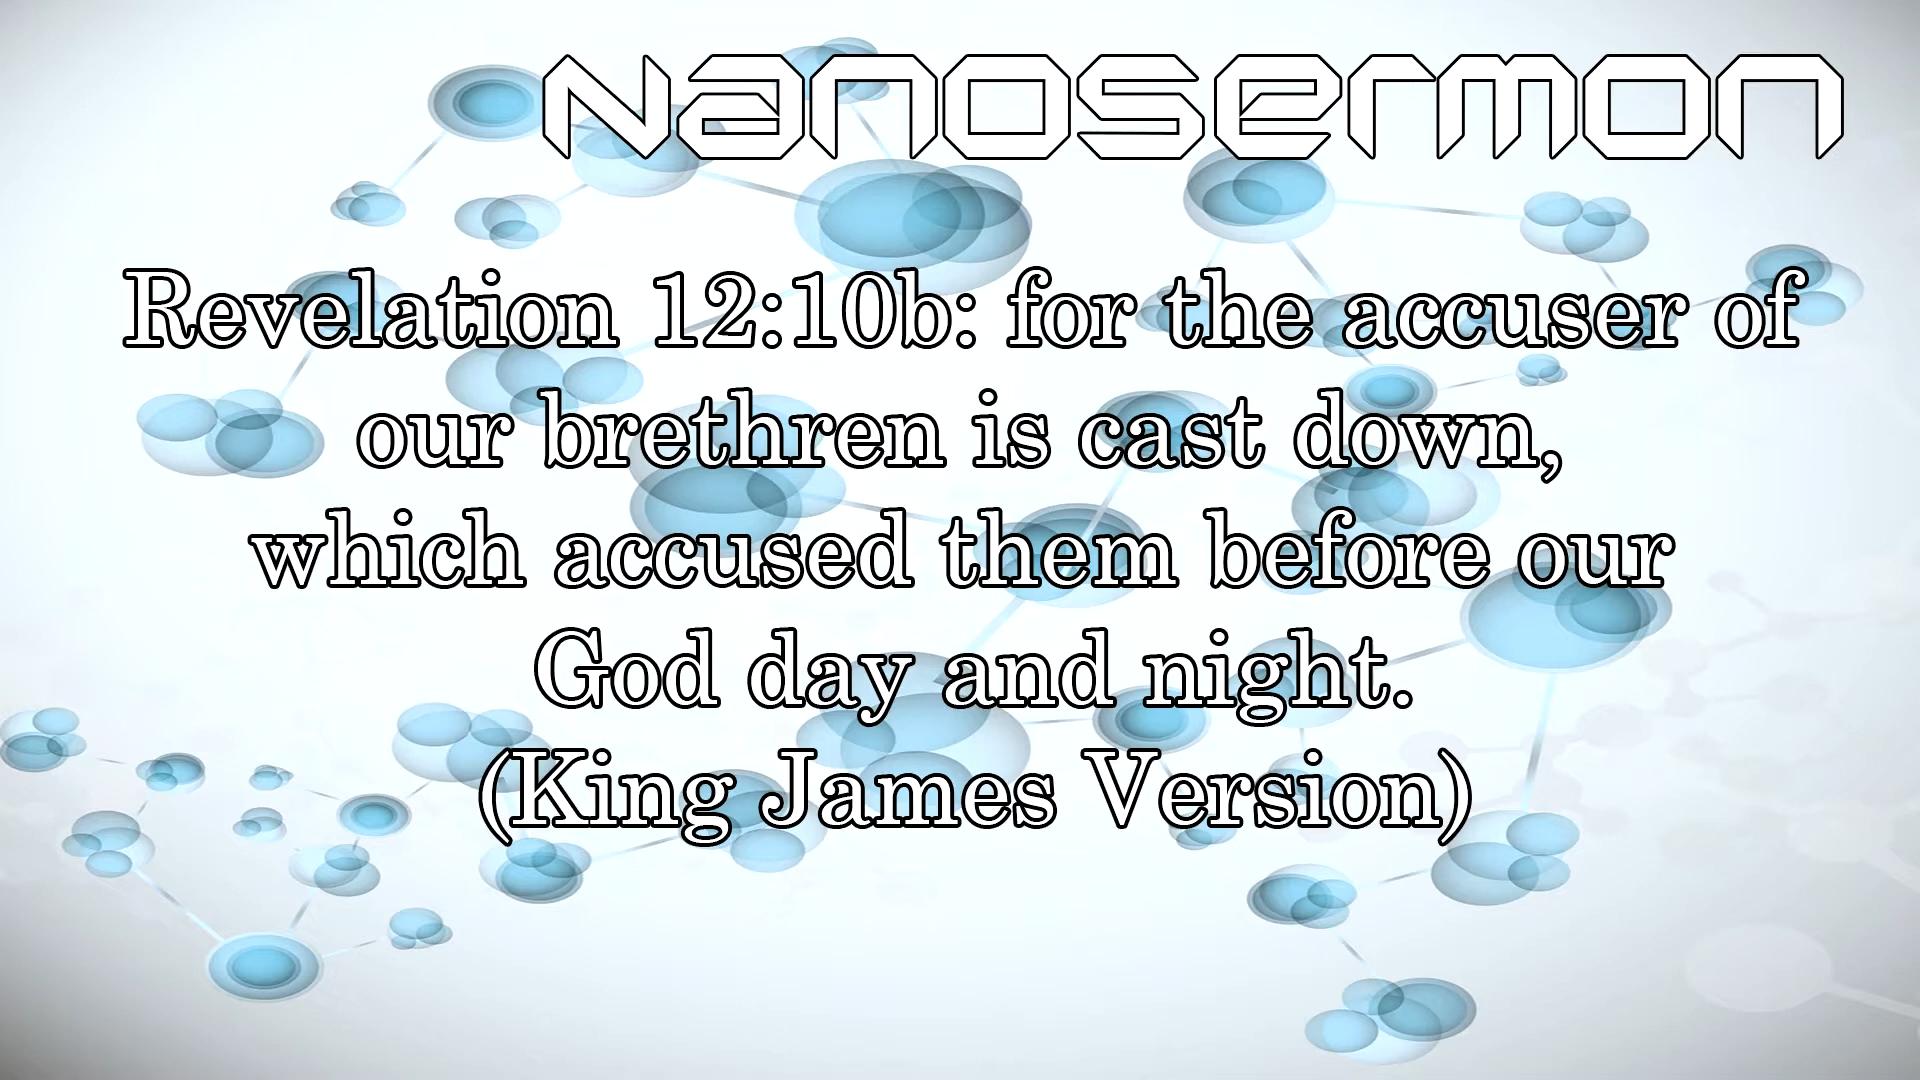 Nanosermon
Revelation 12:10b: for the accuser of
our brethren is cast down,
which accused them before our
God day and night.
(King James Version)